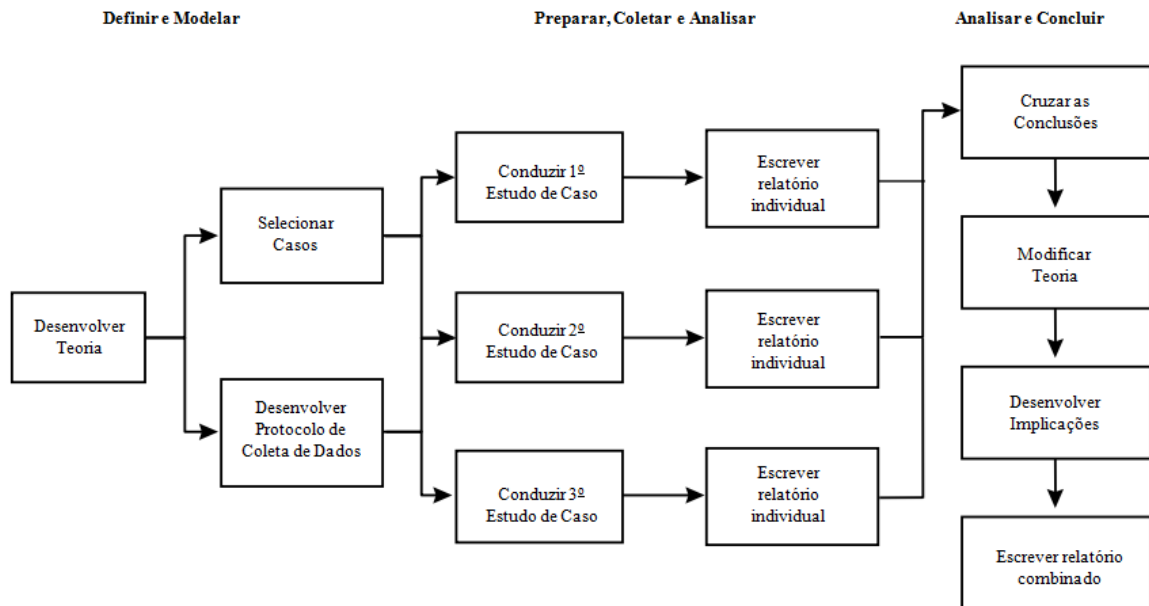 Definir e Modelar
Preparar, Coletar e Analisar
Analisar e Concluir
Desenvolver
Teoria
Selecionar
Casos
Desenvolver
Protocolo de
Coleta de Dados
Conduzir 1º
Estudo de Caso
Escrever
relatório
individual
Conduzir 2º
Estudo de Caso
Escrever
relatório
individual
Conduzir 3º
Estudo de Caso
Escrever
relatório
individual
Cruzar as
Conclusões
Modificar
Teoria
Desenvolver
Implicações
Escrever relatório
combinado